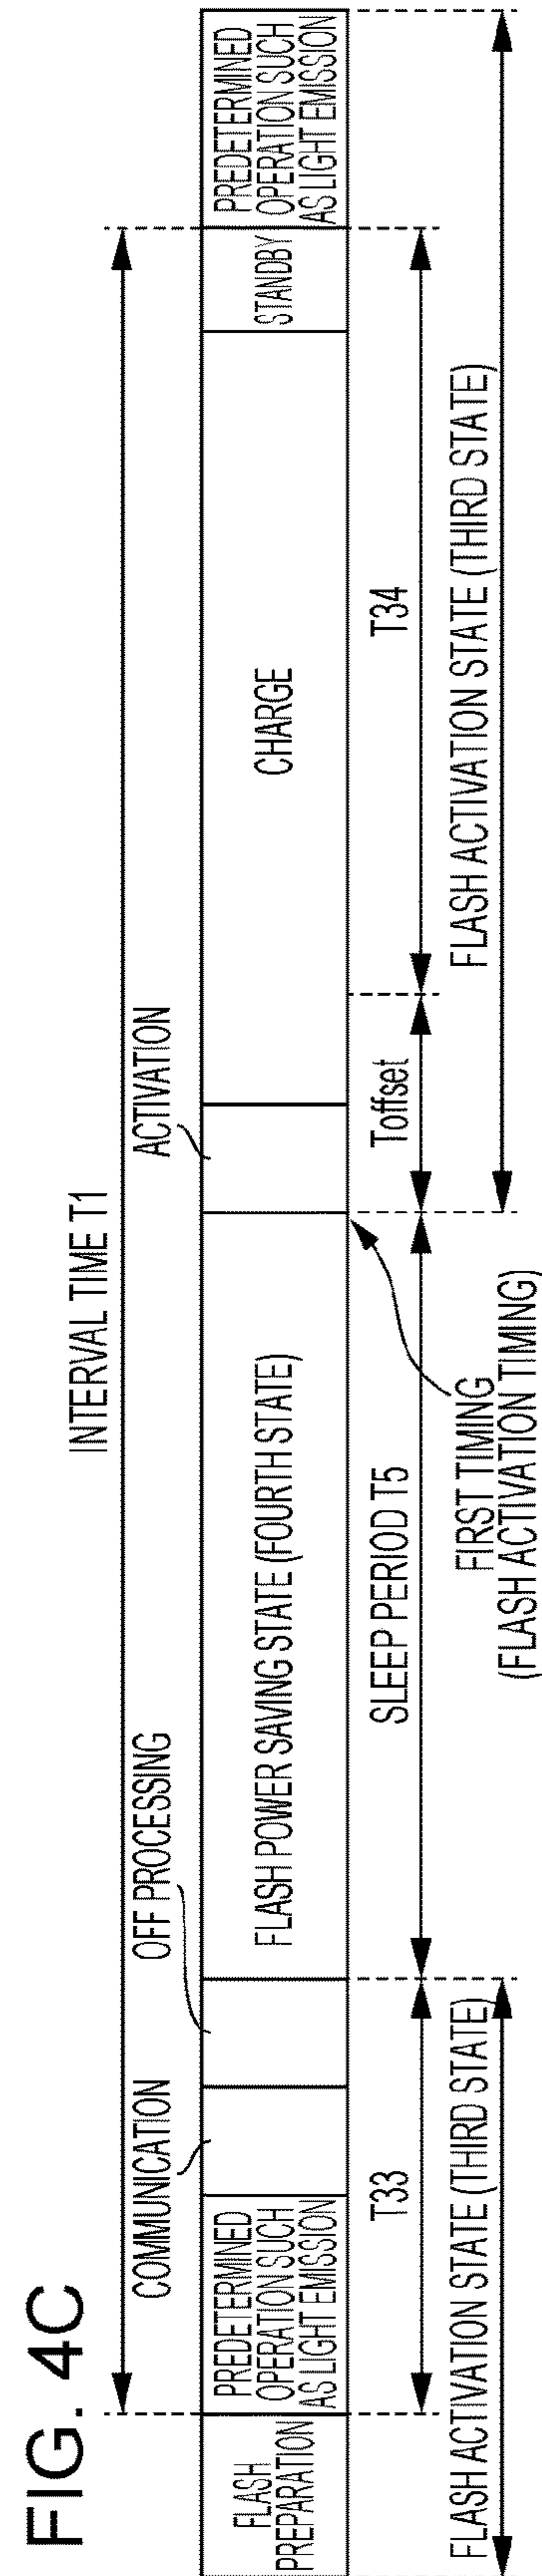 FIG. 4C
INTERVAL TIME T1
COMMUNICATION
OFF PROCESSING
ACTIVATION
FLASH
PREPARATION
PREDETERMINED
OPERATION SUCH
AS LIGHT EMISSION
FLASH POWER SAVING STATE (FOURTH STATE)
CHARGE
STANDBY
PREDETERMINED
OPERATION SUCH
AS LIGHT EMISSION
T33
SLEEP PERIOD T5
Toffset
T34
FLASH ACTIVATION STATE (THIRD STATE)
FIRST TIMING
(FLASH ACTIVATION TIMING)
FLASH ACTIVATION STATE (THIRD STATE)